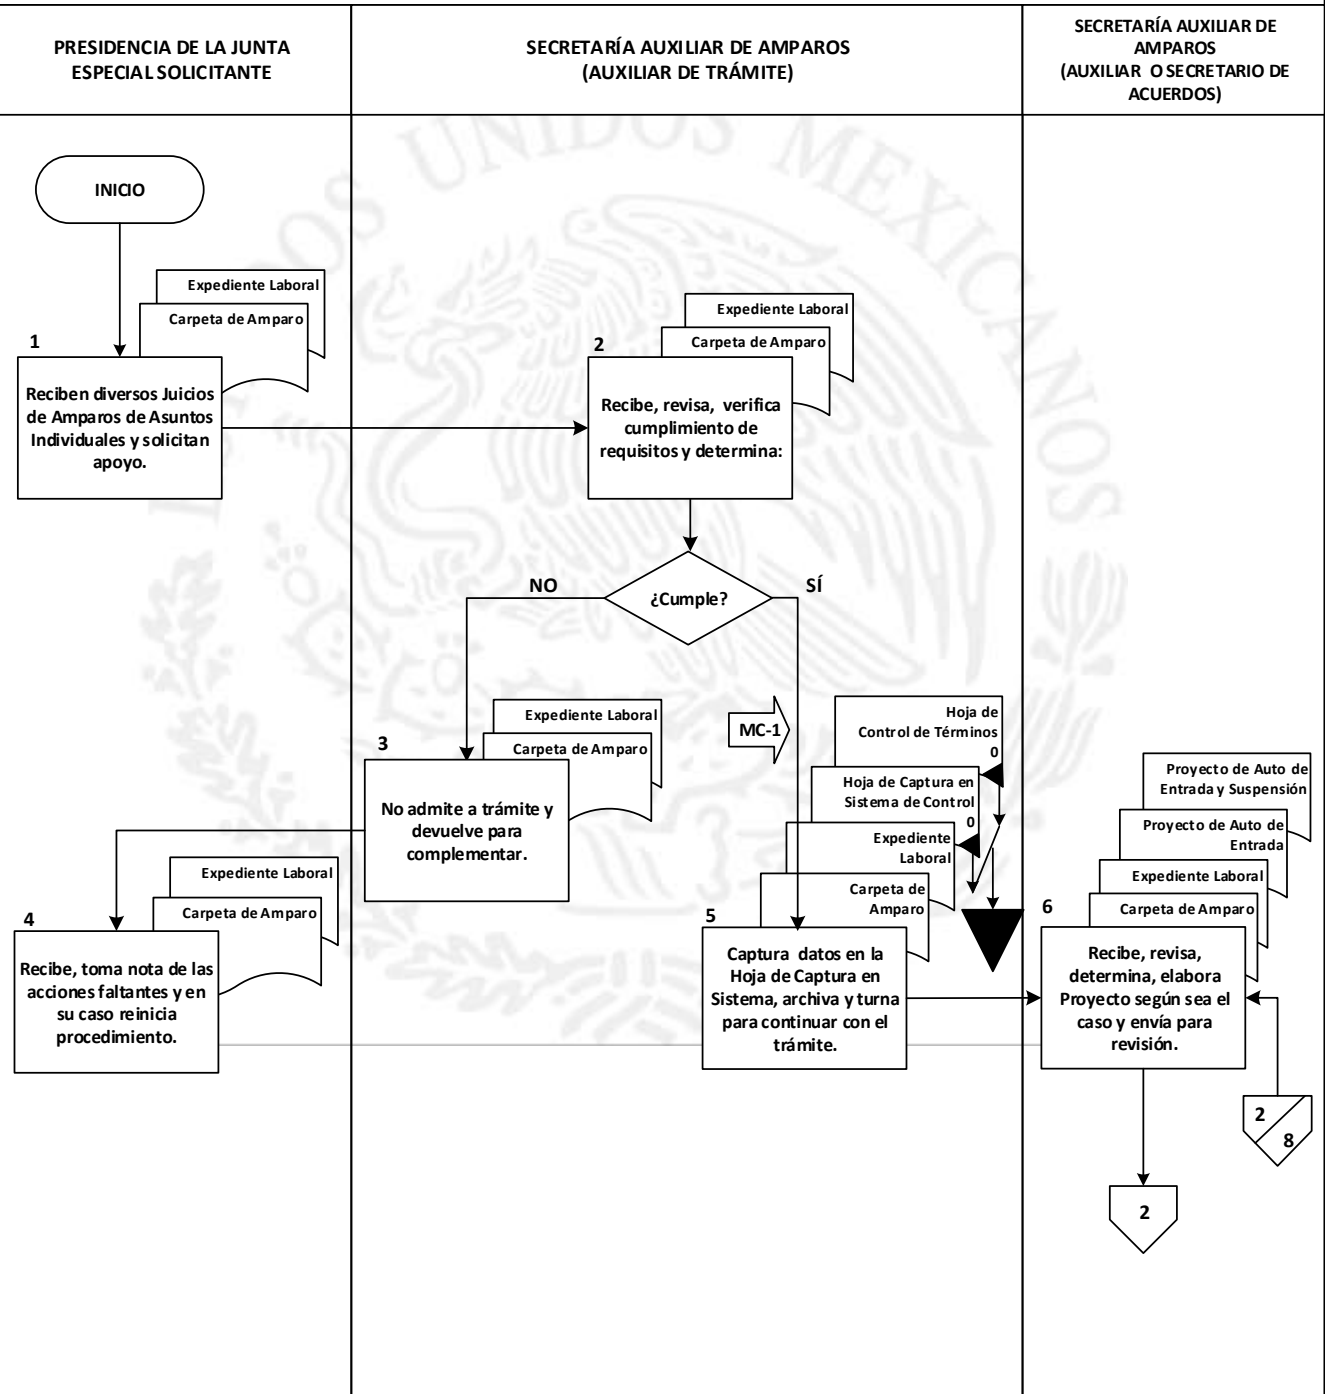 PRESIDENCIA DE LA JUNTA
ESPECIAL SOLICITANTE
SECRETARÍA AUXILIAR DE AMPAROS
(AUXILIAR DE TRÁMITE)
SECRETARÍA AUXILIAR DE
AMPAROS
(AUXILIAR O SECRETARIO DE
ACUERDOS)
UNIDOS MEXICANOS
INICIO
Expediente Laboral
Carpeta de Amparo
1
Reciben diversos Juicios
de Amparos de Asuntos
Individuales y solicitan
apoyo.
Expediente Laboral
Carpeta de Amparo
2
Recibe, revisa, verifica
cumplimiento de
requisitos y determina:
¿Cumple?
NO
SÍ
Expediente Laboral
Carpeta de Amparo
3
No admite a trámite y
devuelve para
complementar.
Expediente Laboral
Carpeta de Amparo
4
Recibe, toma nota de las
acciones faltantes y en
su caso reinicia
procedimiento.
MC-1
Hoja de
Control de Términos
0
Hoja de Captura en
Sistema de Control
0
Expediente
Laboral
Carpeta de
Amparo
5
Captura datos en la
Hoja de Captura en
Sistema, archiva y turna
para continuar con el
trámite.
Proyecto de Auto de
Entrada y Suspensión
Proyecto de Auto de
Entrada
Expediente Laboral
Carpeta de Amparo
6
Recibe, revisa,
determina, elabora
Proyecto según sea el
caso y envía para
revisión.
2
8
2